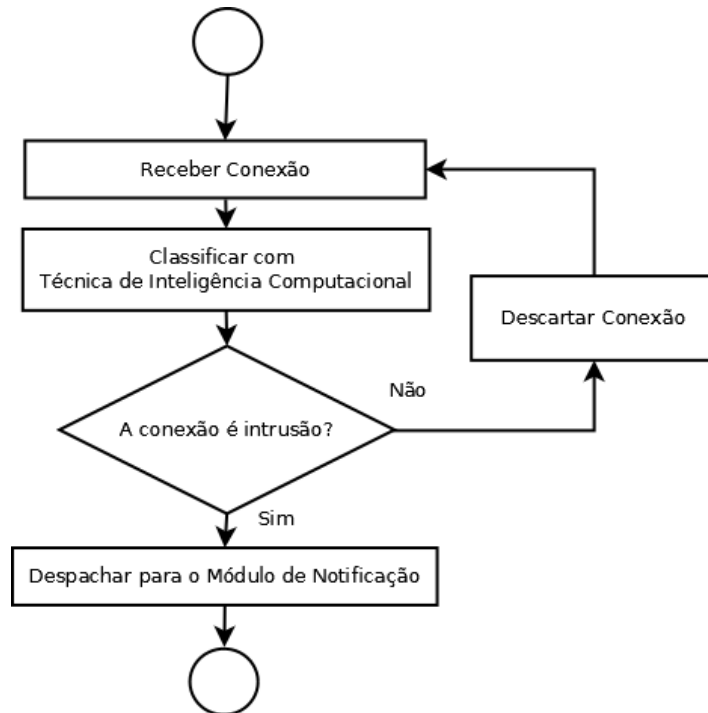 Receber Conexão
Classificar com
Técnica de Inteligência Computacional
Descartar Conexão
Não
A conexão é intrusão?
Sim
Despachar para o Módulo de Notificação